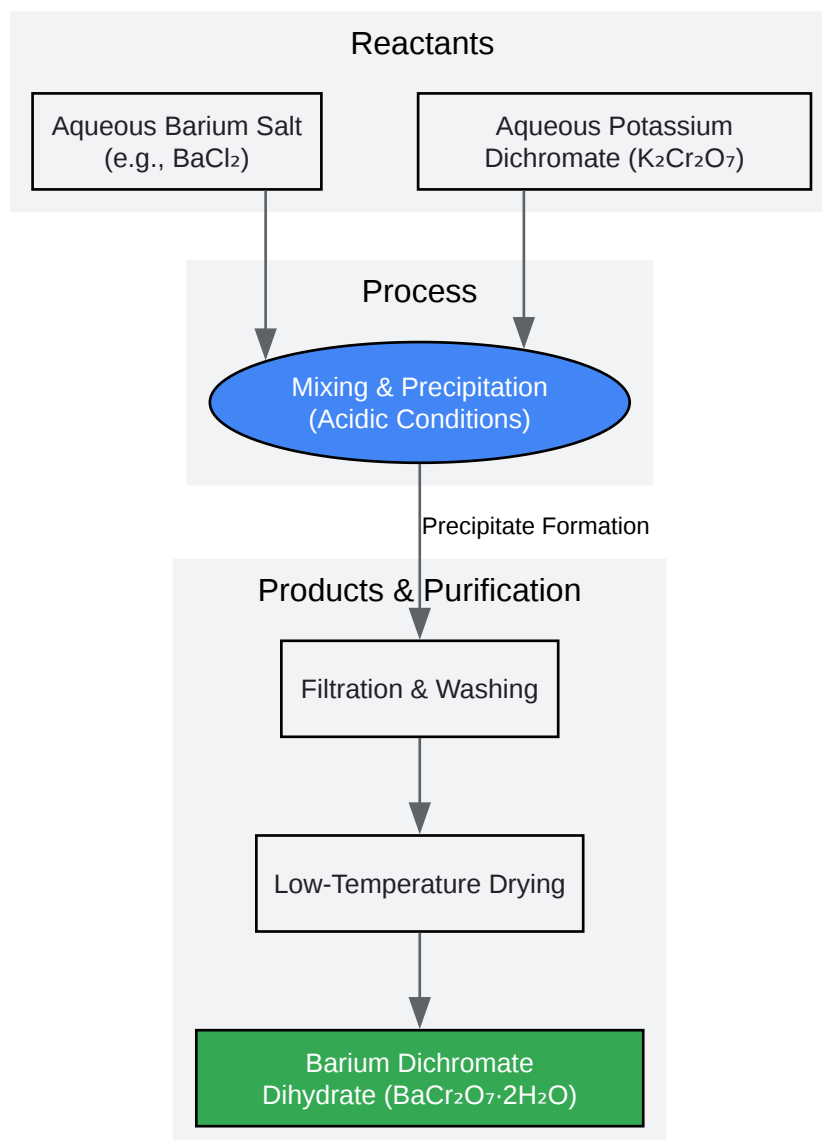 Reactants
Aqueous Barium Salt
(e.g., BaCl₂)
Aqueous Potassium
Dichromate (K₂Cr₂O₇)
Process
Mixing & Precipitation
(Acidic Conditions)
Precipitate Formation
Products & Purification
Filtration & Washing
Low-Temperature Drying
Barium Dichromate
Dihydrate (BaCr₂O₇·2H₂O)